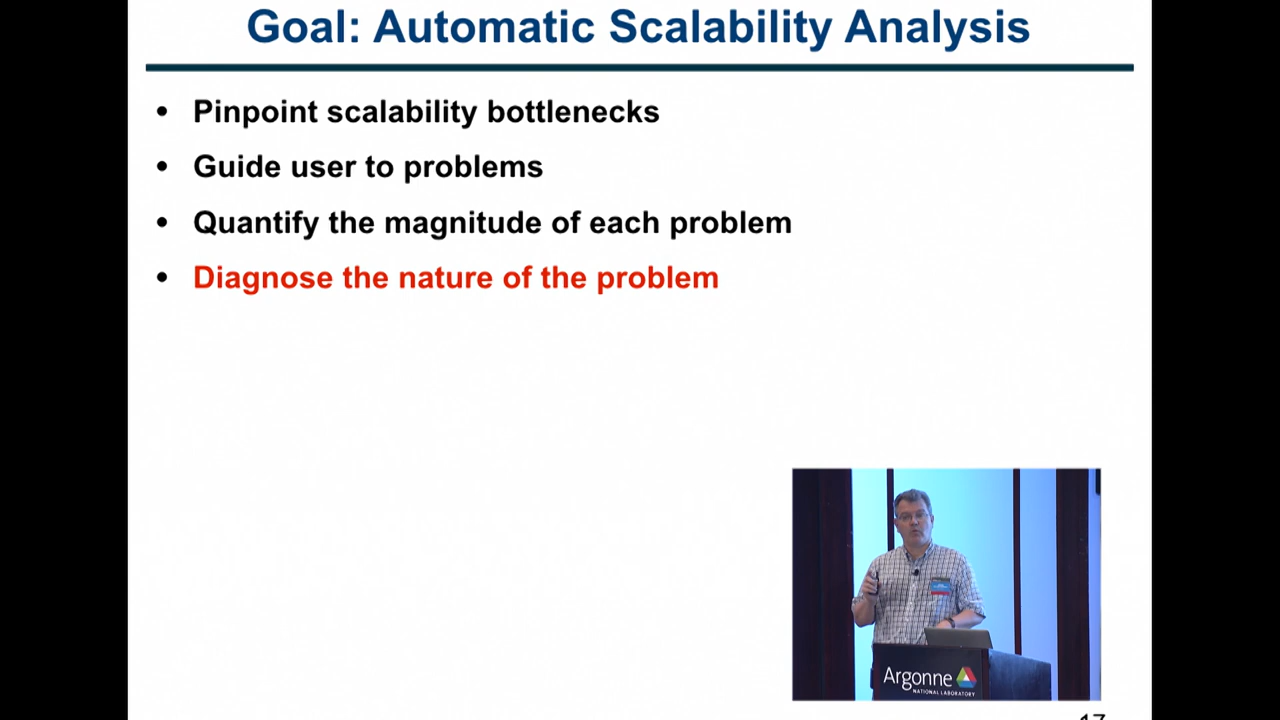 Goal: Automatic Scalability Analysis
• Pinpoint scalability bottlenecks
• Guide user to problems
• Quantify the magnitude of each problem
• Diagnose the nature of the problem
Argonne
NATIONAL LABORATORY
17